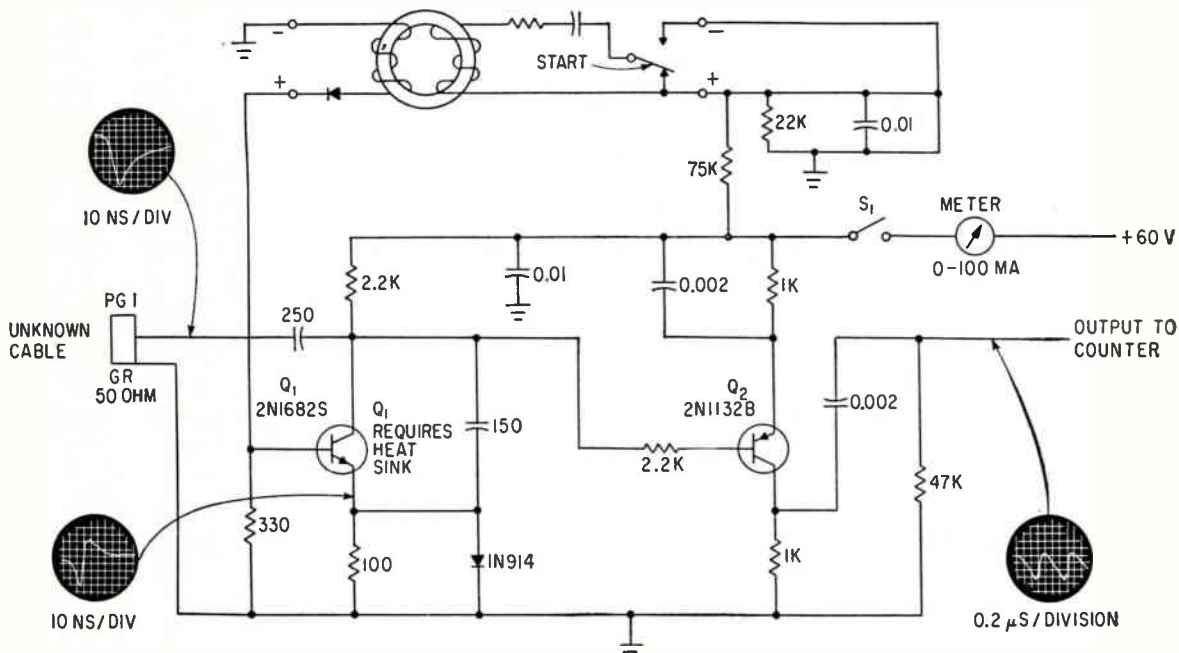 −
−
START
+
+
22K
0.01
75K
10 NS/DIV
S₁
METER
+60 V
0-100 MA
2.2K
0.01
0.002
1K
PG 1
UNKNOWN
CABLE
GR
50 OHM
250
OUTPUT TO
COUNTER
Q₁
2N1682S
Q₁
REQUIRES
HEAT
SINK
150
Q₂
2N1132B
0.002
2.2K
47K
330
100
1N914
1K
10 NS/DIV
0.2 µS/DIVISION